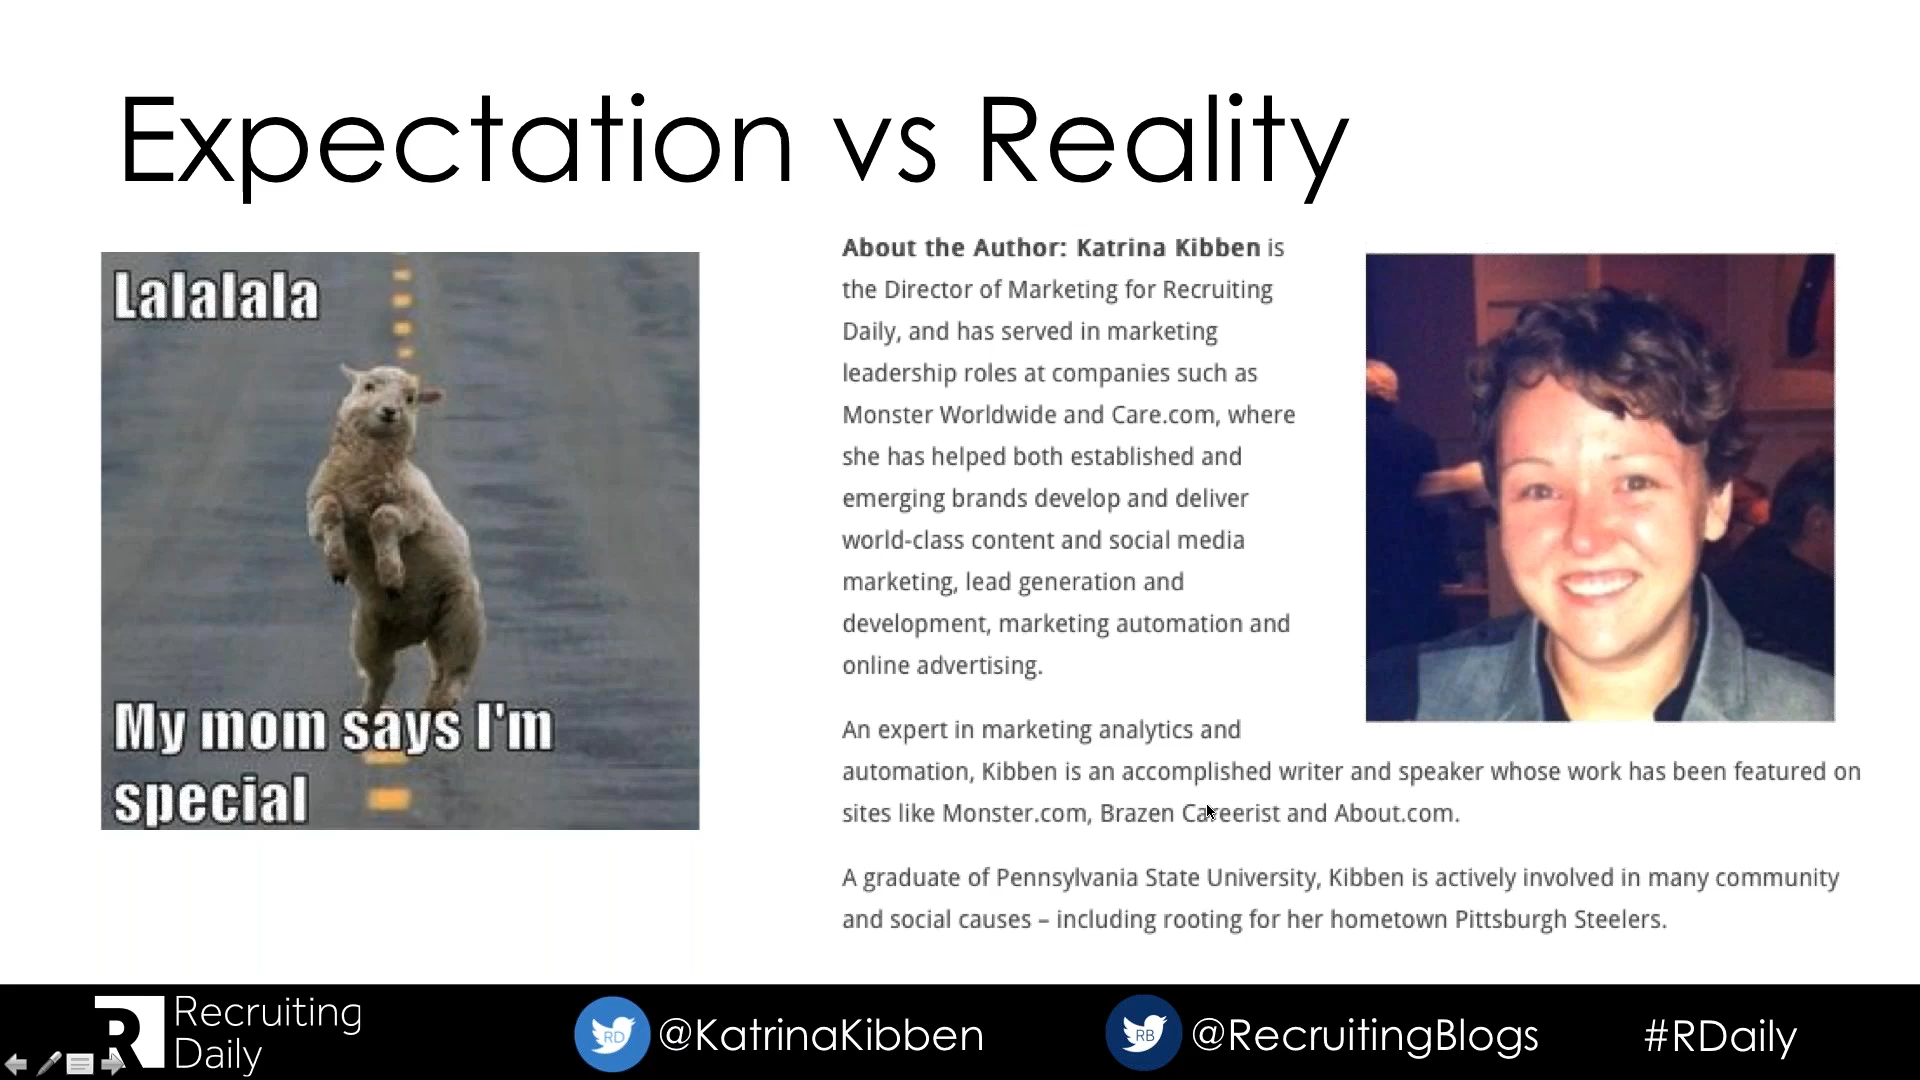 Expectation vs Reality
Lalalala
My mom says I'm
special
About the Author: Katrina Kibben is
the Director of Marketing for Recruiting
Daily, and has served in marketing
leadership roles at companies such as
Monster Worldwide and Care.com, where
she has helped both established and
emerging brands develop and deliver
world-class content and social media
marketing, lead generation and
development, marketing automation and
online advertising.
An expert in marketing analytics and
automation, Kibben is an accomplished writer and speaker whose work has been featured on
sites like Monster.com, Brazen Careerist and About.com.
A graduate of Pennsylvania State University, Kibben is actively involved in many community
and social causes – including rooting for her hometown Pittsburgh Steelers.
R
Recruiting
Daily
RD
@KatrinaKibben
RB
@RecruitingBlogs
#RDaily